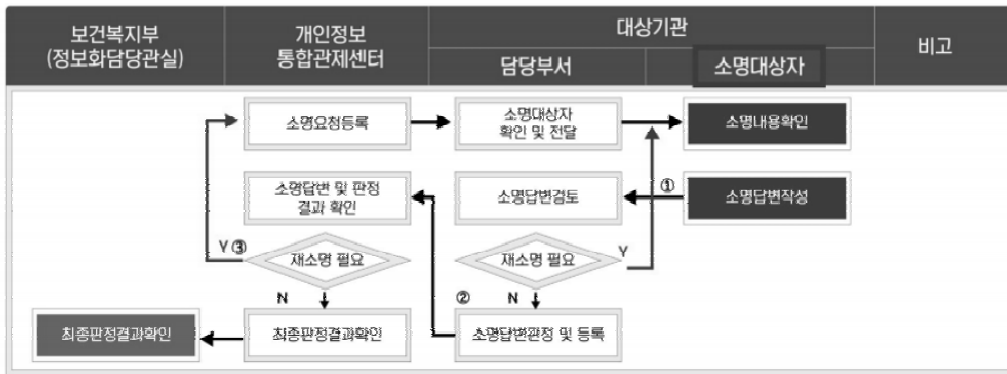 보건복지부
(정보화담당관실)
개인정보
통합관제센터
대상기관
비고
담당부서
소명대상자
소명요청등록
소명대상자
확인 및 전달
소명내용확인
소명답변 및 판정
결과 확인
소명답변검토
①
소명답변작성
Y ③
재소명 필요
재소명 필요
Y
N
②
N
최종판정결과확인
최종판정결과확인
소명답변판정 및 등록